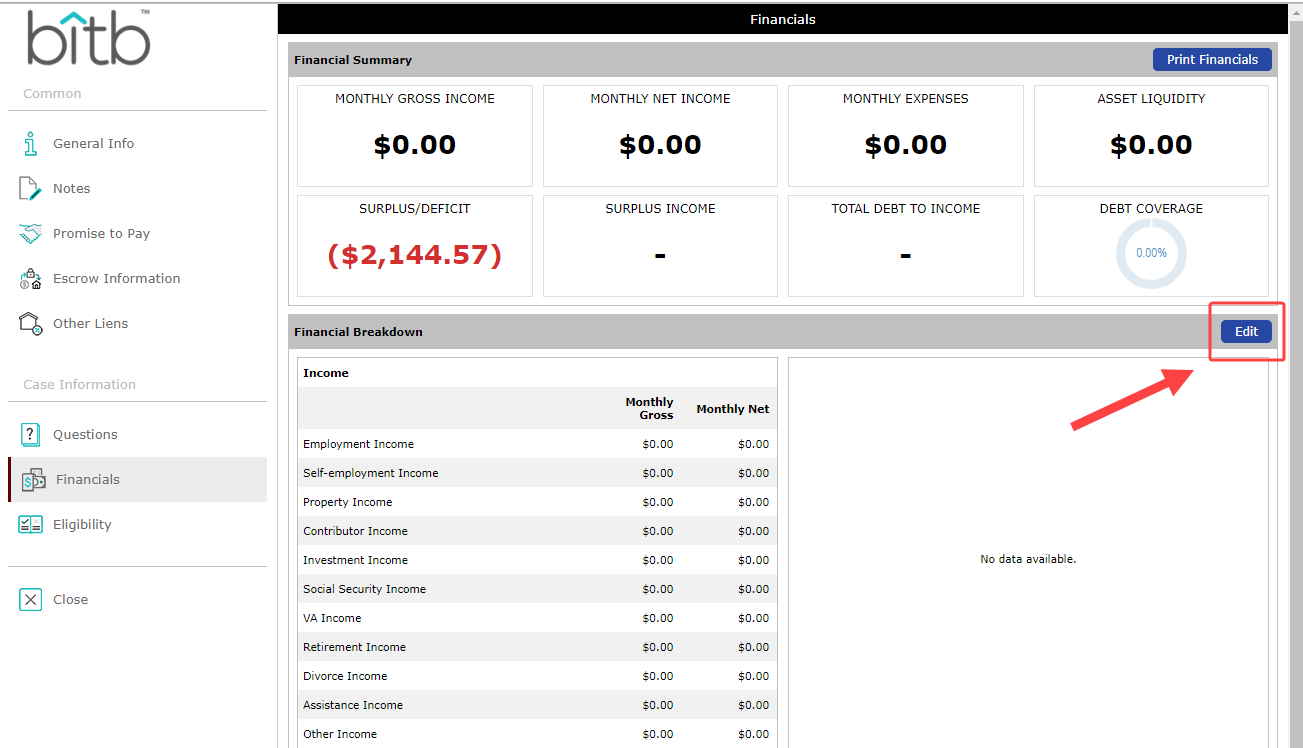 bitb™
Common
General Info
Notes
Promise to Pay
Escrow Information
Other Liens
Case Information
Questions
Financials
Eligibility
Close
Financials
Financial Summary
Print Financials
MONTHLY GROSS INCOME
$0.00
MONTHLY NET INCOME
$0.00
MONTHLY EXPENSES
$0.00
ASSET LIQUIDITY
$0.00
SURPLUS/DEFICIT
($2,144.57)
SURPLUS INCOME
-
TOTAL DEBT TO INCOME
-
DEBT COVERAGE
0.00%
Financial Breakdown
Edit
Income
Monthly
Gross
Monthly Net
Employment Income $0.00 $0.00
Self-employment Income $0.00 $0.00
Property Income $0.00 $0.00
Contributor Income $0.00 $0.00
Investment Income $0.00 $0.00
Social Security Income $0.00 $0.00
VA Income $0.00 $0.00
Retirement Income $0.00 $0.00
Divorce Income $0.00 $0.00
Assistance Income $0.00 $0.00
Other Income $0.00 $0.00
No data available.